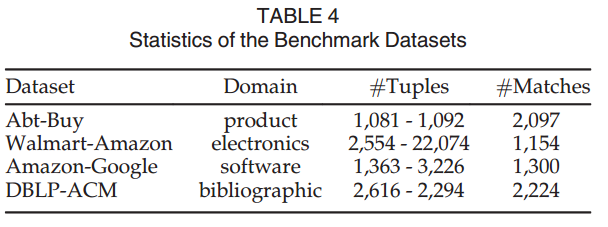 TABLE 4
Statistics of the Benchmark Datasets
Dataset Domain #Tuples #Matches
Abt-Buy product 1,081 - 1,092 2,097
Walmart-Amazon electronics 2,554 - 22,074 1,154
Amazon-Google software 1,363 - 3,226 1,300
DBLP-ACM bibliographic 2,616 - 2,294 2,224